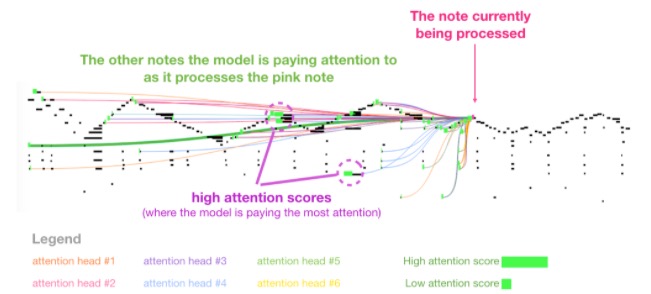 The note currently
being processed
The other notes the model is paying attention to
as it processes the pink note
high attention scores
(where the model is paying the most attention)
Legend
attention head #1 attention head #3 attention head #5 High attention score
attention head #2 attention head #4 attention head #6 Low attention score